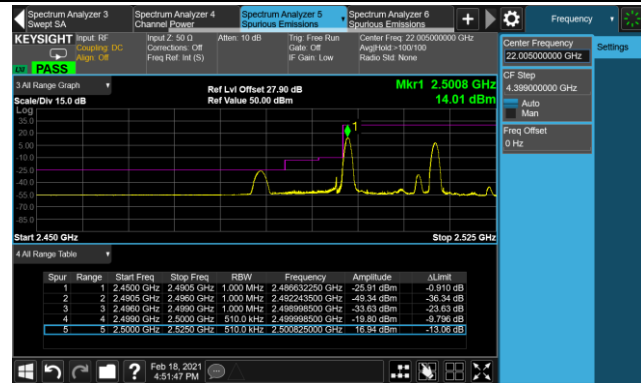 Spectrum Analyzer 3 Spectrum Analyzer 4 Spectrum Analyzer 5 Spectrum Analyzer 6 Frequency
Swept SA Channel Power Spurious Emissions Spurious Emissions
KEYSIGHT Input: RF Input Z: 50 Ω Atten: 10 dB Trig: Free Run Center Freq: 22.005000000 GHz
Coupling: DC Corrections: Off Gate: Off Avg|Hold:>100/100
Align: Off Freq Ref: Int (S) IF Gain: Low Radio Std: None
LW PASS
Center Frequency Settings
22.005000000 GHz
CF Step
4.399000000 GHz
Auto
Man
Freq Offset
0 Hz
3 All Range Graph Ref Lvl Offset 27.90 dB Mkr1 2.5008 GHz
Scale/Div 15.0 dB Ref Value 50.00 dBm 14.01 dBm
Log
35.0
20.0
5.00
-10.0
-25.0
-40.0
-55.0
-70.0
-85.0
1
Start 2.450 GHz Stop 2.525 GHz
4 All Range Table
Spur Range Start Freq Stop Freq RBW Frequency Amplitude ΔLimit
1 1 2.4500 GHz 2.4905 GHz 1.000 MHz 2.486632250 GHz -25.91 dBm -0.910 dB
2 2 2.4905 GHz 2.4960 GHz 1.000 MHz 2.492243500 GHz -49.34 dBm -36.34 dB
3 3 2.4960 GHz 2.4990 GHz 1.000 MHz 2.498998500 GHz -33.63 dBm -23.63 dB
4 4 2.4990 GHz 2.5000 GHz 510.0 kHz 2.499998500 GHz -19.80 dBm -9.796 dB
5 5 2.5000 GHz 2.5250 GHz 510.0 kHz 2.500825000 GHz 16.94 dBm -13.06 dB
? Feb 18, 2021
4:51:47 PM